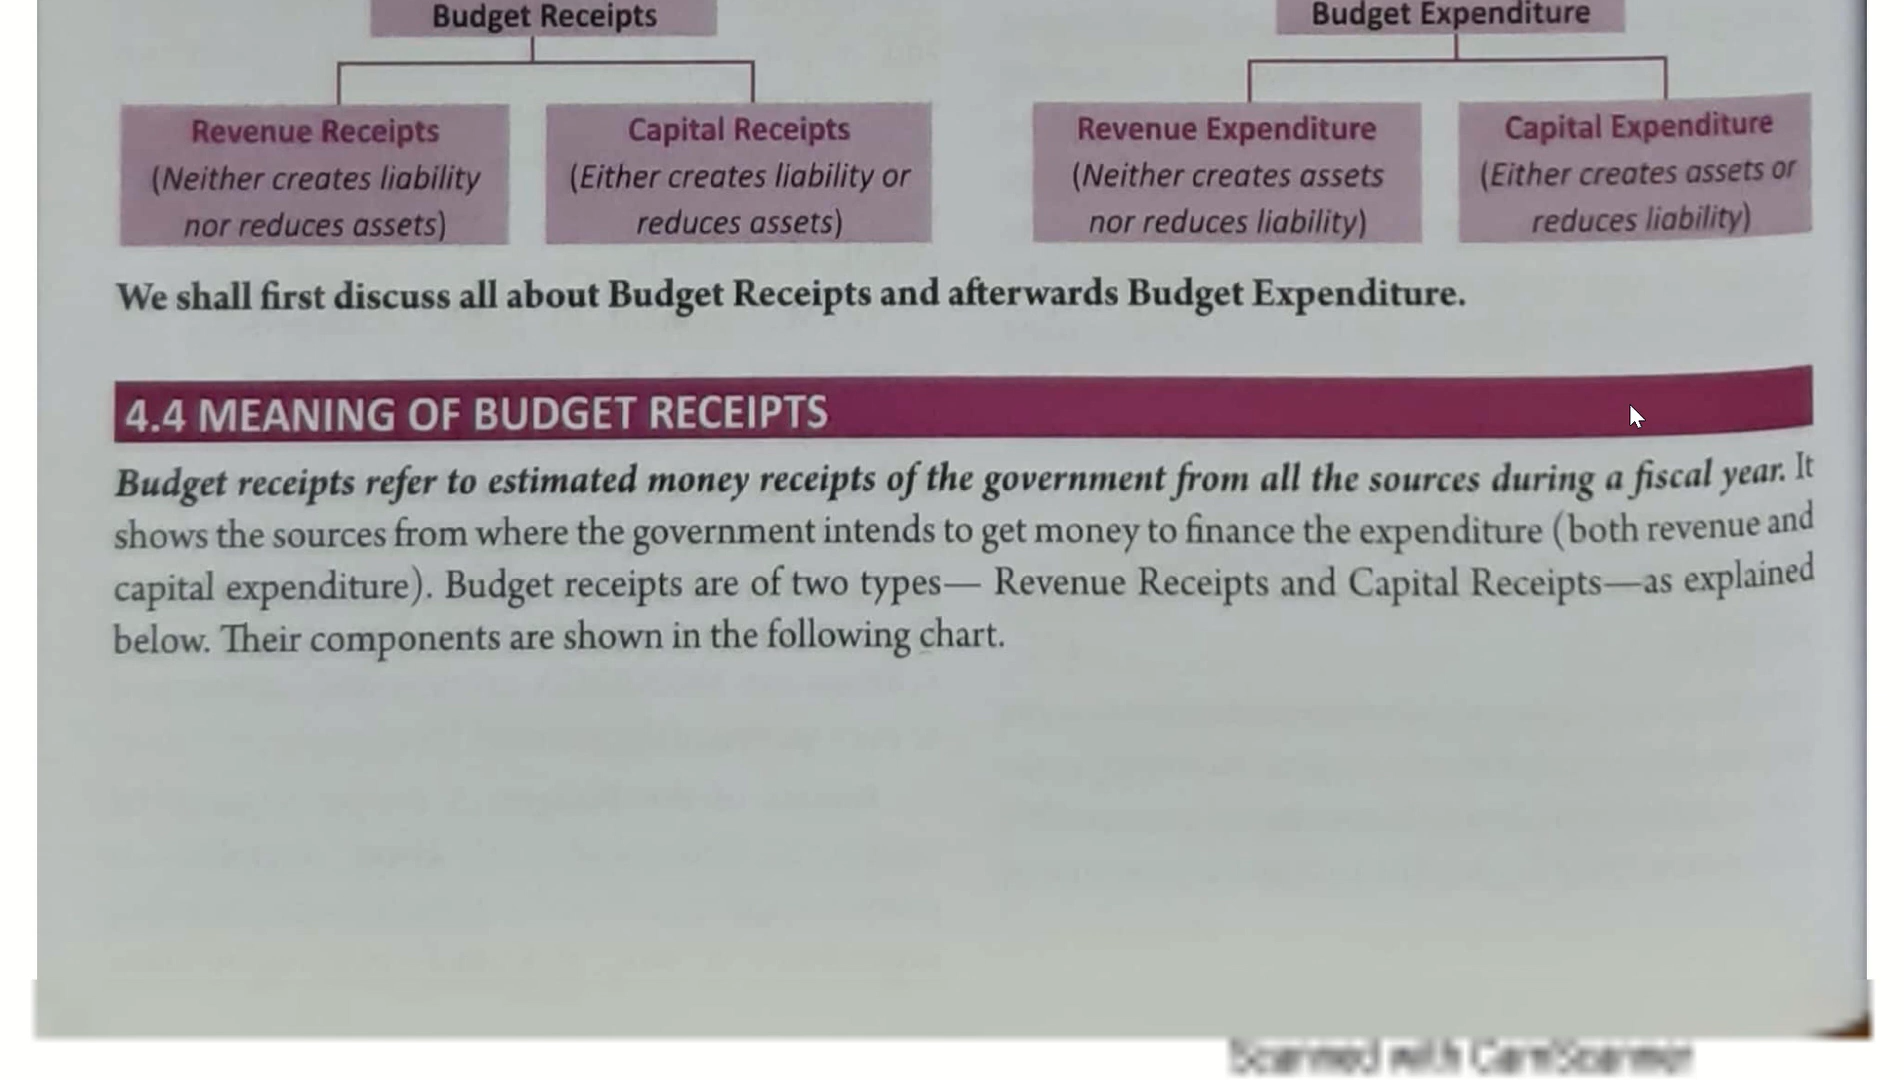 Budget Receipts
Budget Expenditure
Revenue Receipts
(Neither creates liability
nor reduces assets)
Capital Receipts
(Either creates liability or
reduces assets)
Revenue Expenditure
(Neither creates assets
nor reduces liability)
Capital Expenditure
(Either creates assets or
reduces liability)
We shall first discuss all about Budget Receipts and afterwards Budget Expenditure.
4.4 MEANING OF BUDGET RECEIPTS
Budget receipts refer to estimated money receipts of the government from all the sources during a fiscal year. It
shows the sources from where the government intends to get money to finance the expenditure (both revenue and
capital expenditure). Budget receipts are of two types— Revenue Receipts and Capital Receipts—as explained
below. Their components are shown in the following chart.
Scanned with CamScanner